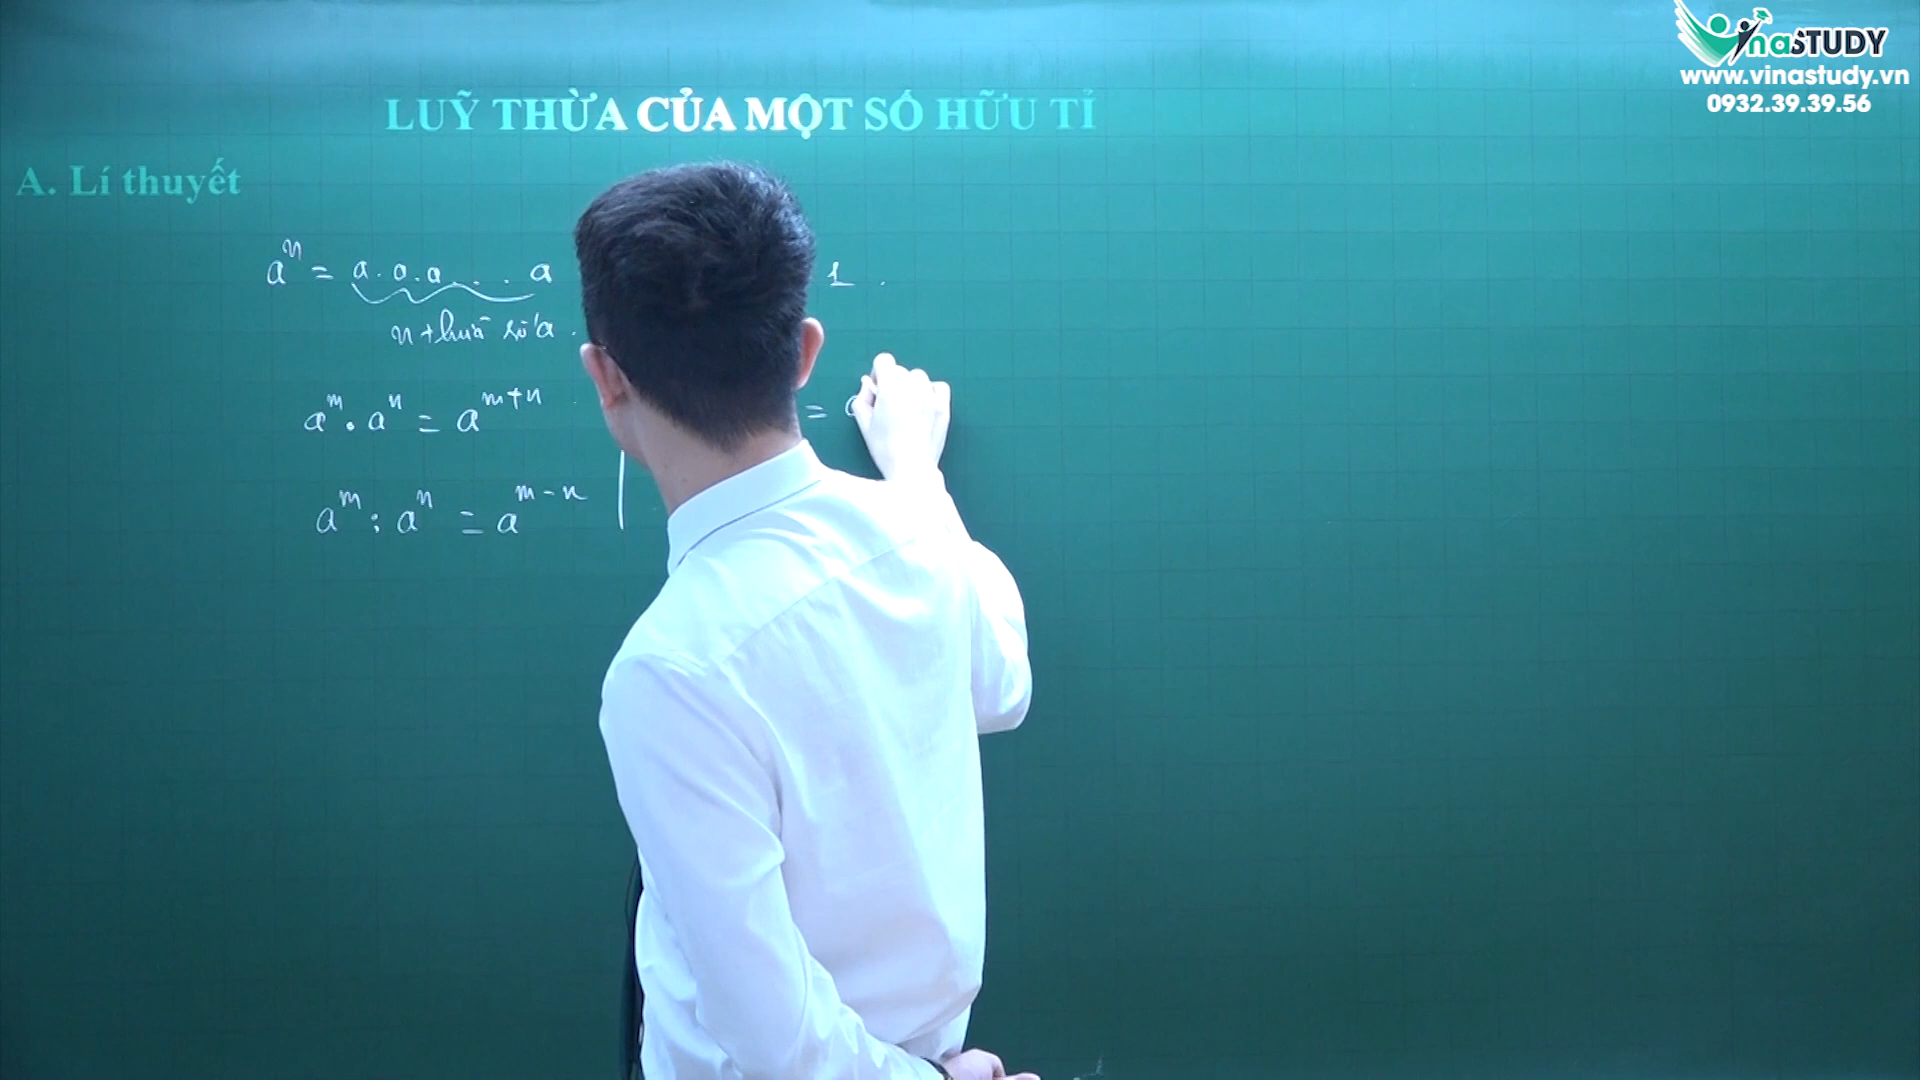 VinaSTUDY
www.vinastudy.vn
0932.39.39.56
LUỸ THỪA CỦA MỘT SỐ HỮU TỈ
A. Lí thuyết
aⁿ = a . a . a . . . a
n thừa số a .
1 .
aᵐ . aⁿ = aᵐ⁺ⁿ
=
aᵐ : aⁿ = aᵐ⁻ⁿ